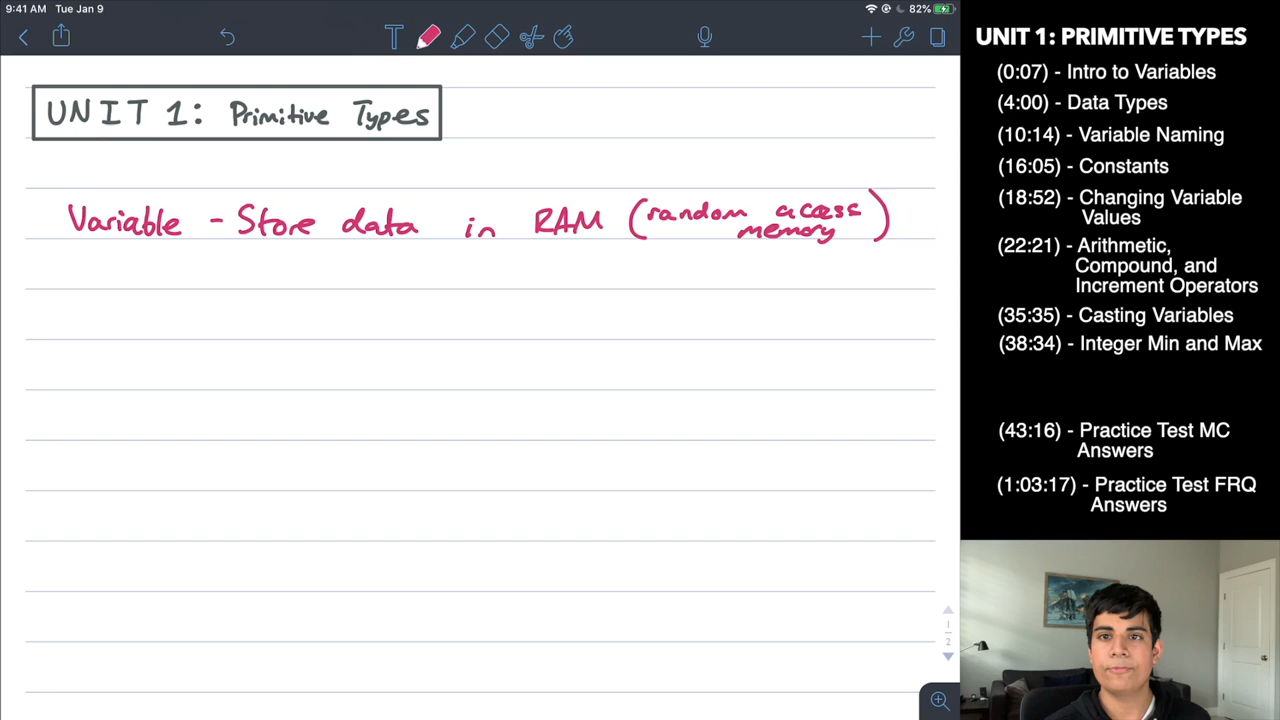 9:41 AM Tue Jan 9
82%
UNIT 1: Primitive Types
Variable - Store data in RAM (random access
memory)
1
2
UNIT 1: PRIMITIVE TYPES
(0:07) - Intro to Variables
(4:00) - Data Types
(10:14) - Variable Naming
(16:05) - Constants
(18:52) - Changing Variable
Values
(22:21) - Arithmetic,
Compound, and
Increment Operators
(35:35) - Casting Variables
(38:34) - Integer Min and Max
(43:16) - Practice Test MC
Answers
(1:03:17) - Practice Test FRQ
Answers